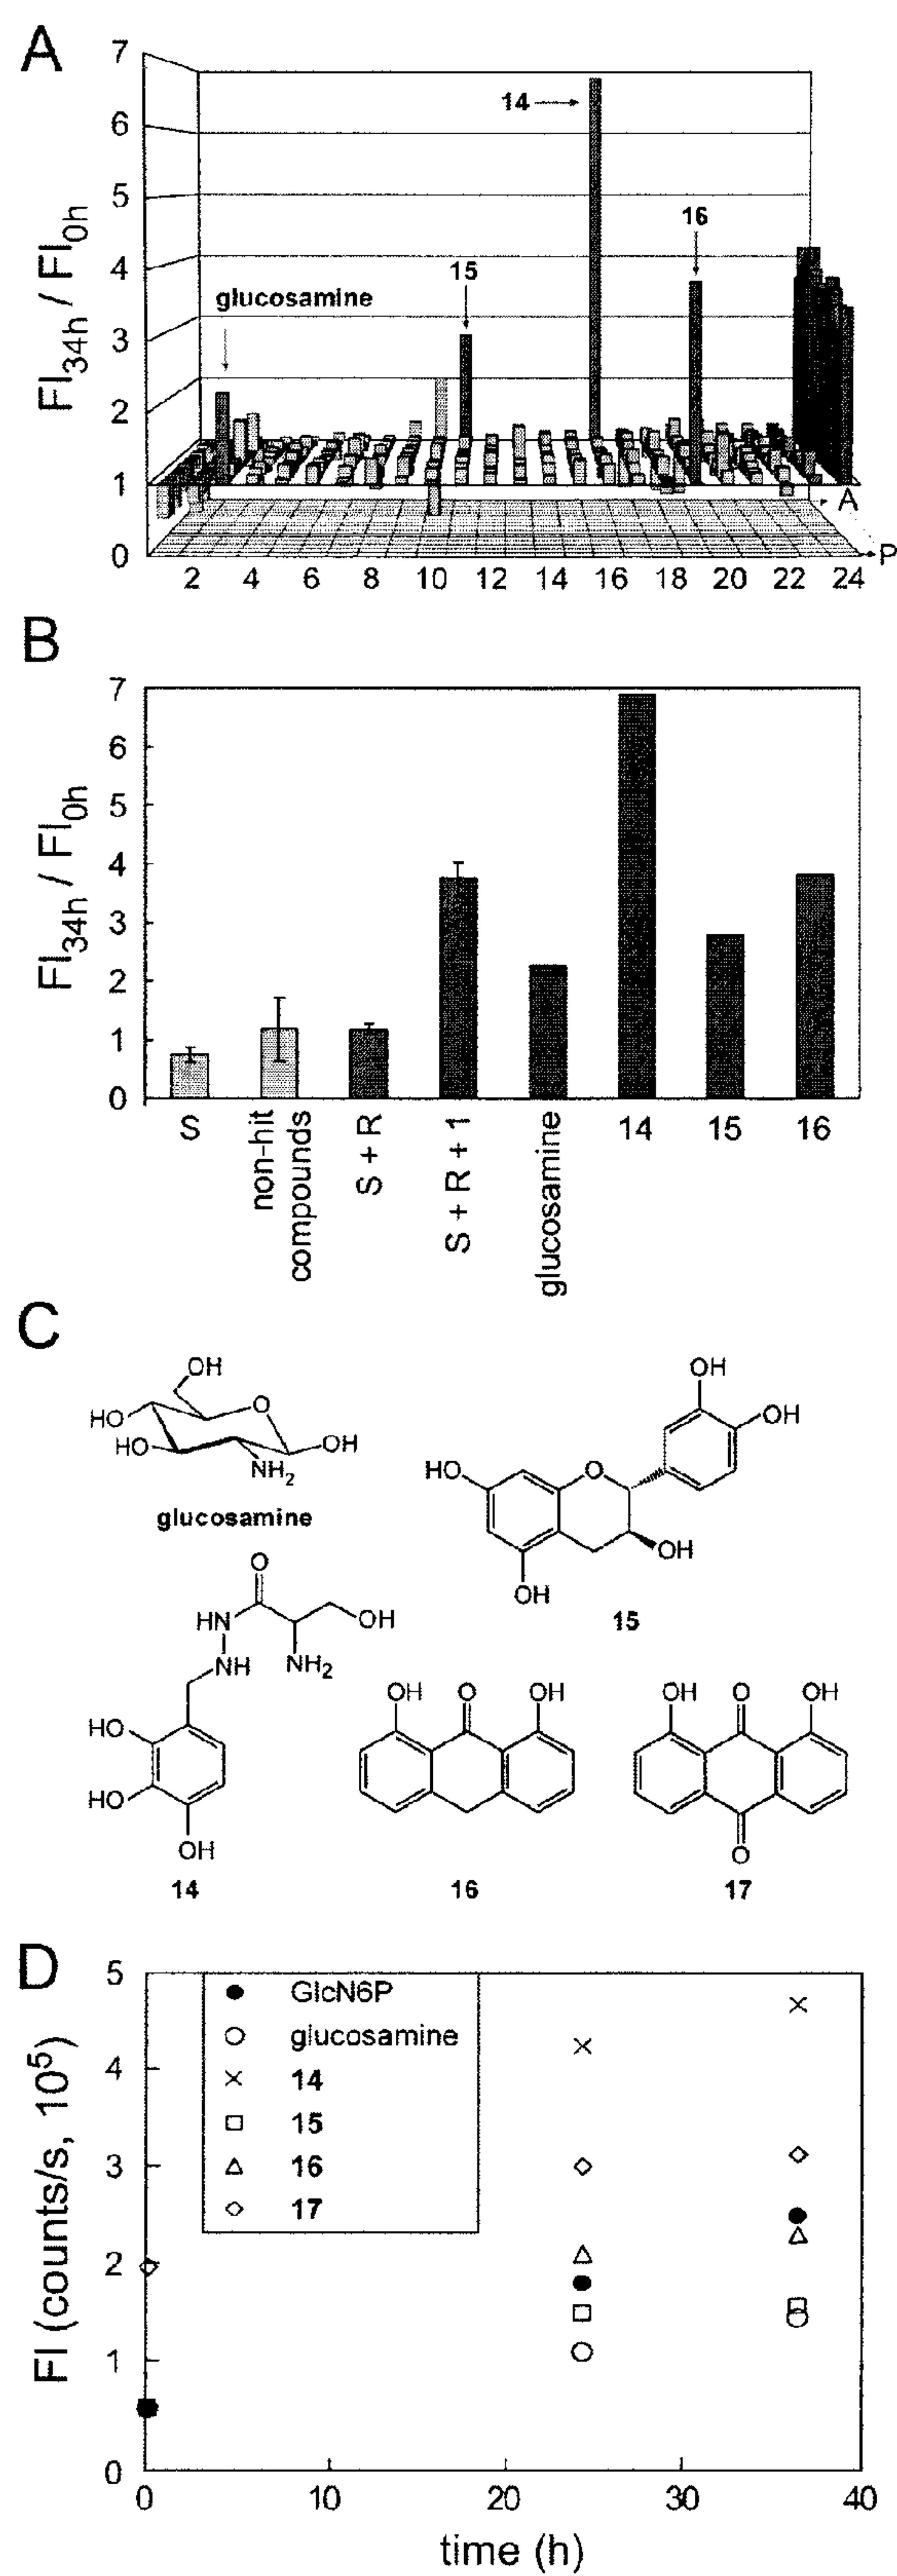 A
7
6
5
4
3
2
1
0
FI34h / FI0h
14
16
15
glucosamine
A
P
2 4 6 8 10 12 14 16 18 20 22 24
B
7
6
5
4
3
2
1
0
FI34h / FI0h
S
non-hit
compounds
S + R
S + R + 1
glucosamine
14
15
16
C
OH
HO
O
HO
OH
NH2
glucosamine
OH
OH
HO
O
OH
OH
15
O
HN
OH
NH
NH2
HO
HO
OH
14
OH O OH
16
OH O OH
O
17
D
5
4
3
2
1
0
FI (counts/s, 10⁵)
GlcN6P
glucosamine
14
15
16
17
0 10 20 30 40
time (h)